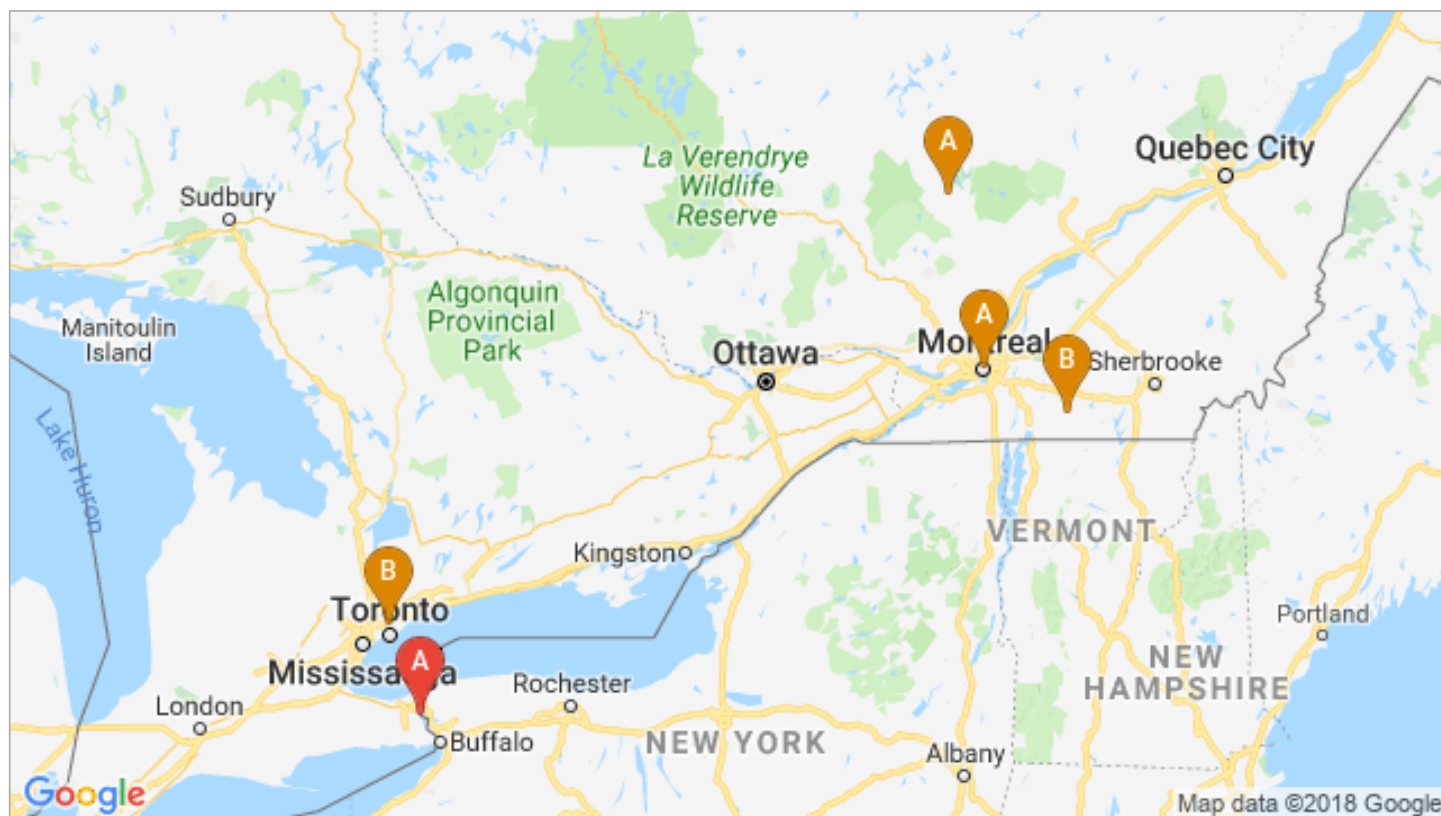 A
Quebec City
La Verendrye
Wildlife
Reserve
Sudbury
Algonquin
Provincial
Park
Manitoulin
Island
A
Montreal
Ottawa
B
Sherbrooke
Lake Huron
VERMONT
Kingston
B
Toronto
Portland
A
Mississauga
NEW
HAMPSHIRE
Rochester
London
Buffalo
NEW YORK
Albany
Google
Map data ©2018 Google